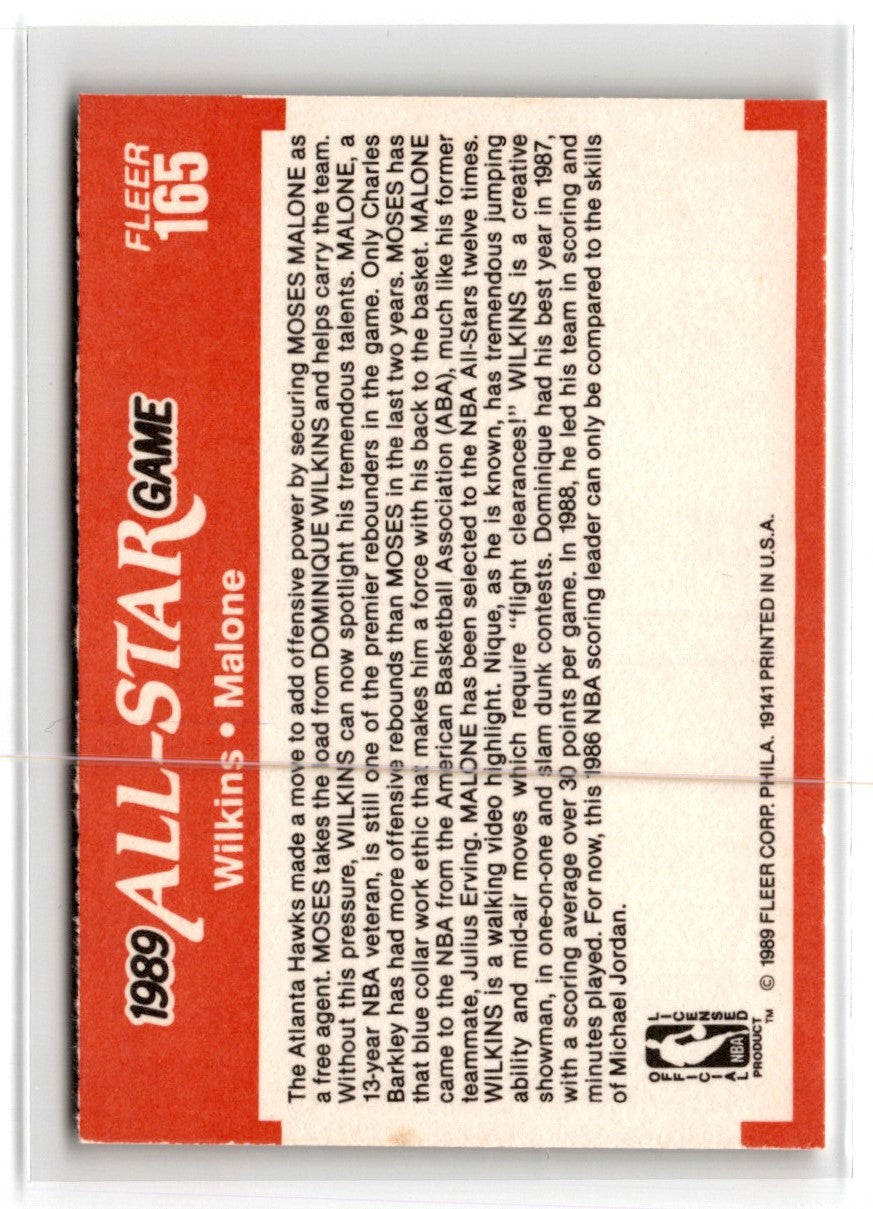 1989 ALL-STAR GAME
FLEER
165
Wilkins • Malone
The Atlanta Hawks made a move to add offensive power by securing MOSES MALONE as
a free agent. MOSES takes the load from DOMINIQUE WILKINS and helps carry the team.
Without this pressure, WILKINS can now spotlight his tremendous talents. MALONE, a
13-year NBA veteran, is still one of the premier rebounders in the game. Only Charles
Barkley has had more offensive rebounds than MOSES in the last two years. MOSES has
that blue collar work ethic that makes him a force with his back to the basket. MALONE
came to the NBA from the American Basketball Association (ABA), much like his former
teammate, Julius Erving. MALONE has been selected to the NBA All-Stars twelve times.
WILKINS is a walking video highlight. Nique, as he is known, has tremendous jumping
ability and mid-air moves which require "flight clearances!" WILKINS is a creative
showman, in one-on-one and slam dunk contests. Dominique had his best year in 1987,
with a scoring average over 30 points per game. In 1988, he led his team in scoring and
minutes played. For now, this 1986 NBA scoring leader can only be compared to the skills
of Michael Jordan.
OFFICIAL
LICENSED
NBA
PRODUCT™
© 1989 FLEER CORP. PHILA. 19141 PRINTED IN U.S.A.